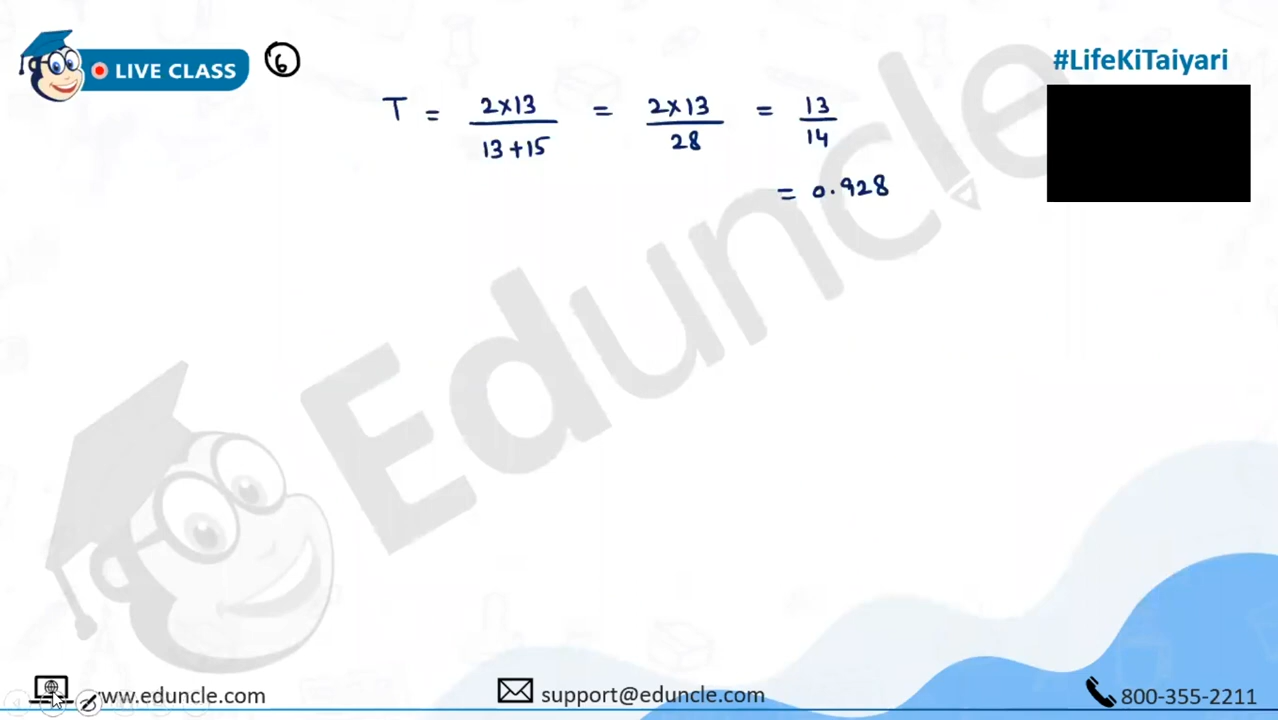 LIVE CLASS
6
#LifeKiTaiyari
T = 2×13 / 13+15 = 2×13 / 28 = 13 / 14
= 0.928
Eduncle
www.eduncle.com
support@eduncle.com
800-355-2211